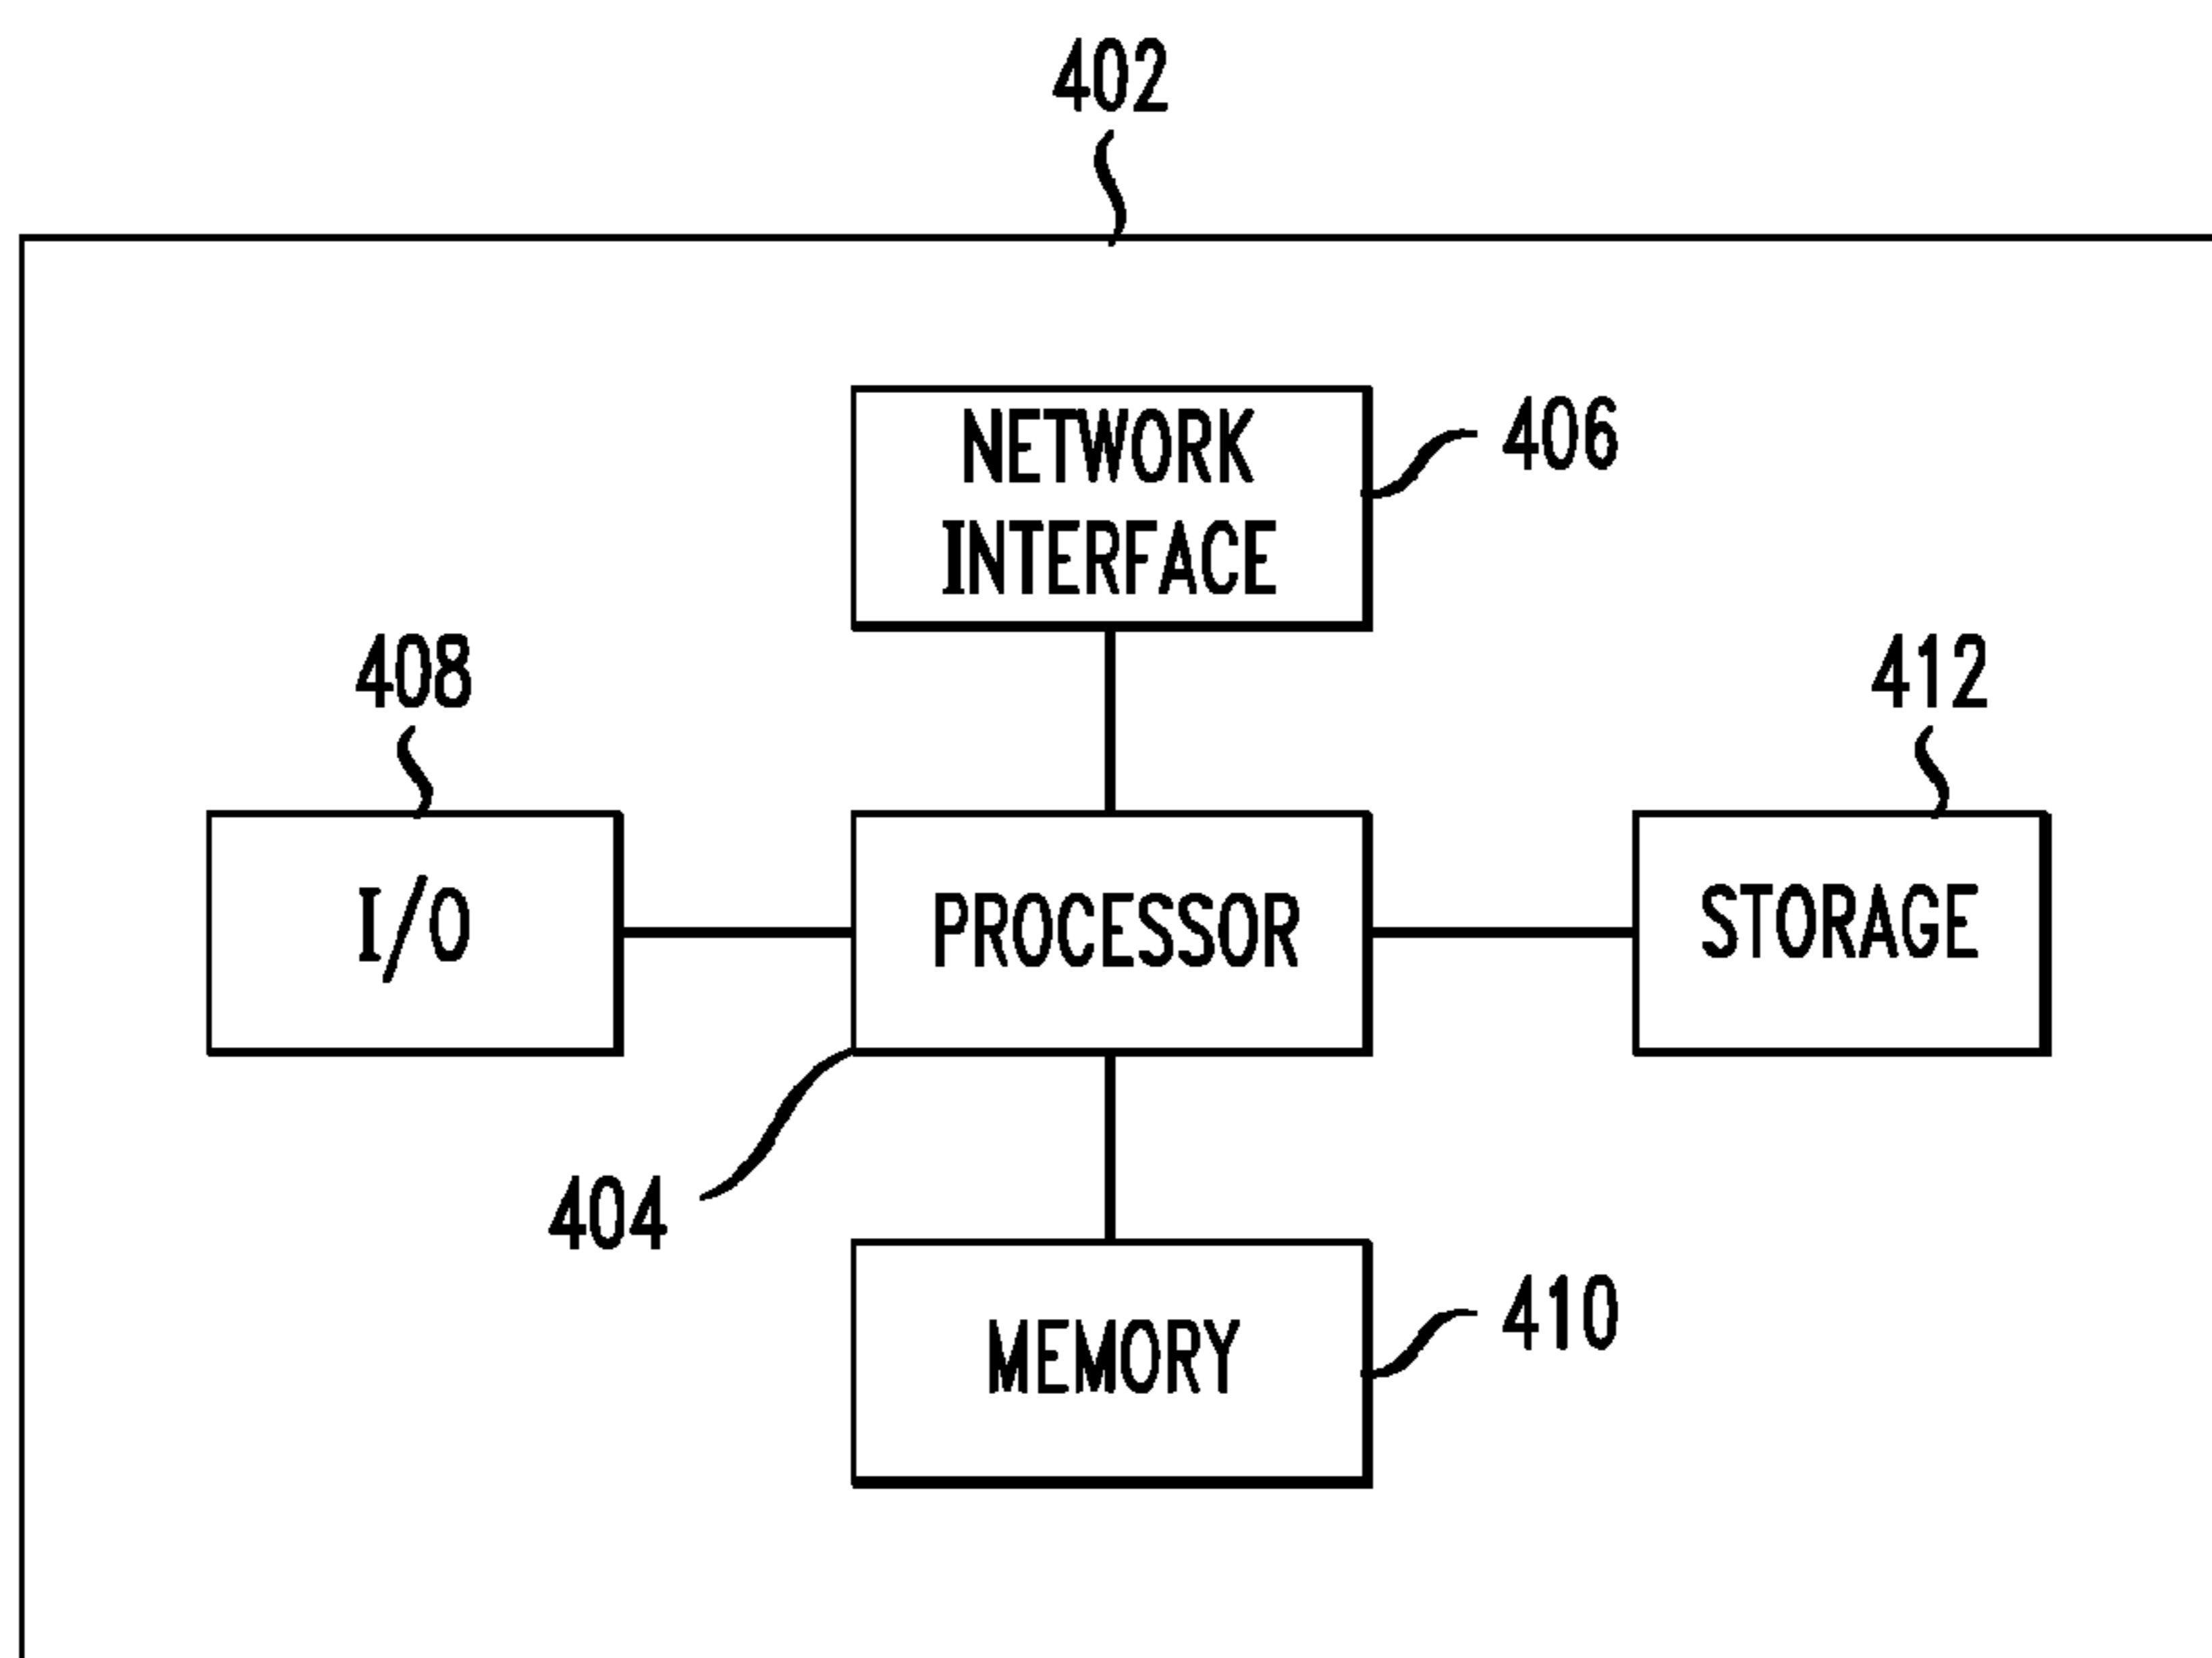 402
NETWORK
INTERFACE
406
408
412
I/O
PROCESSOR
STORAGE
404
MEMORY
410